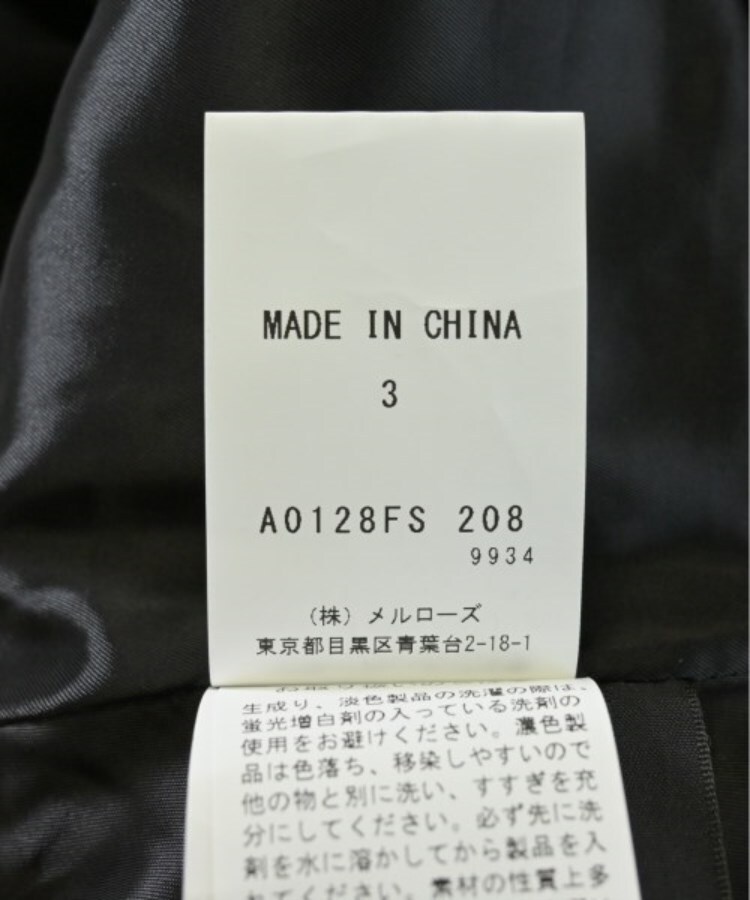 MADE IN CHINA
3
A0128FS 208
9934
(株) メルローズ
東京都目黒区青葉台2-18-1
生成り、淡色製品の洗濯の際は、
蛍光増白剤の入っている洗剤の
使用をお避けください。濃色製
品は色落ち、移染しやすいので
他の物と別に洗い、すすぎを充
分にしてください。必ず先に洗
剤を水に溶かしてから製品を入
れてください。素材の性質上多